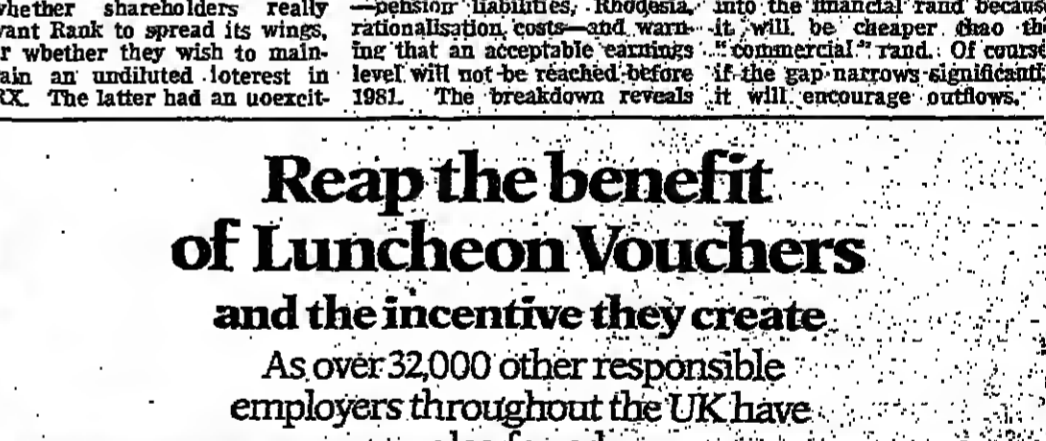 whether shareholders really
want Rank to spread its wings,
or whether they wish to main-
tain an undiluted interest in
RX. The latter had an unexcit-
—pension liabilities, Rhodesia,
rationalisation costs—and warn-
ing that an acceptable earnings
level will not be reached before
1981. The breakdown reveals
into the financial rand because
it will be cheaper than the
"commercial" rand. Of course
if the gap narrows significantly
it will encourage outflows.
Reap the benefit
of Luncheon Vouchers
and the incentive they create
As over 32,000 other responsible
employers throughout the UK have